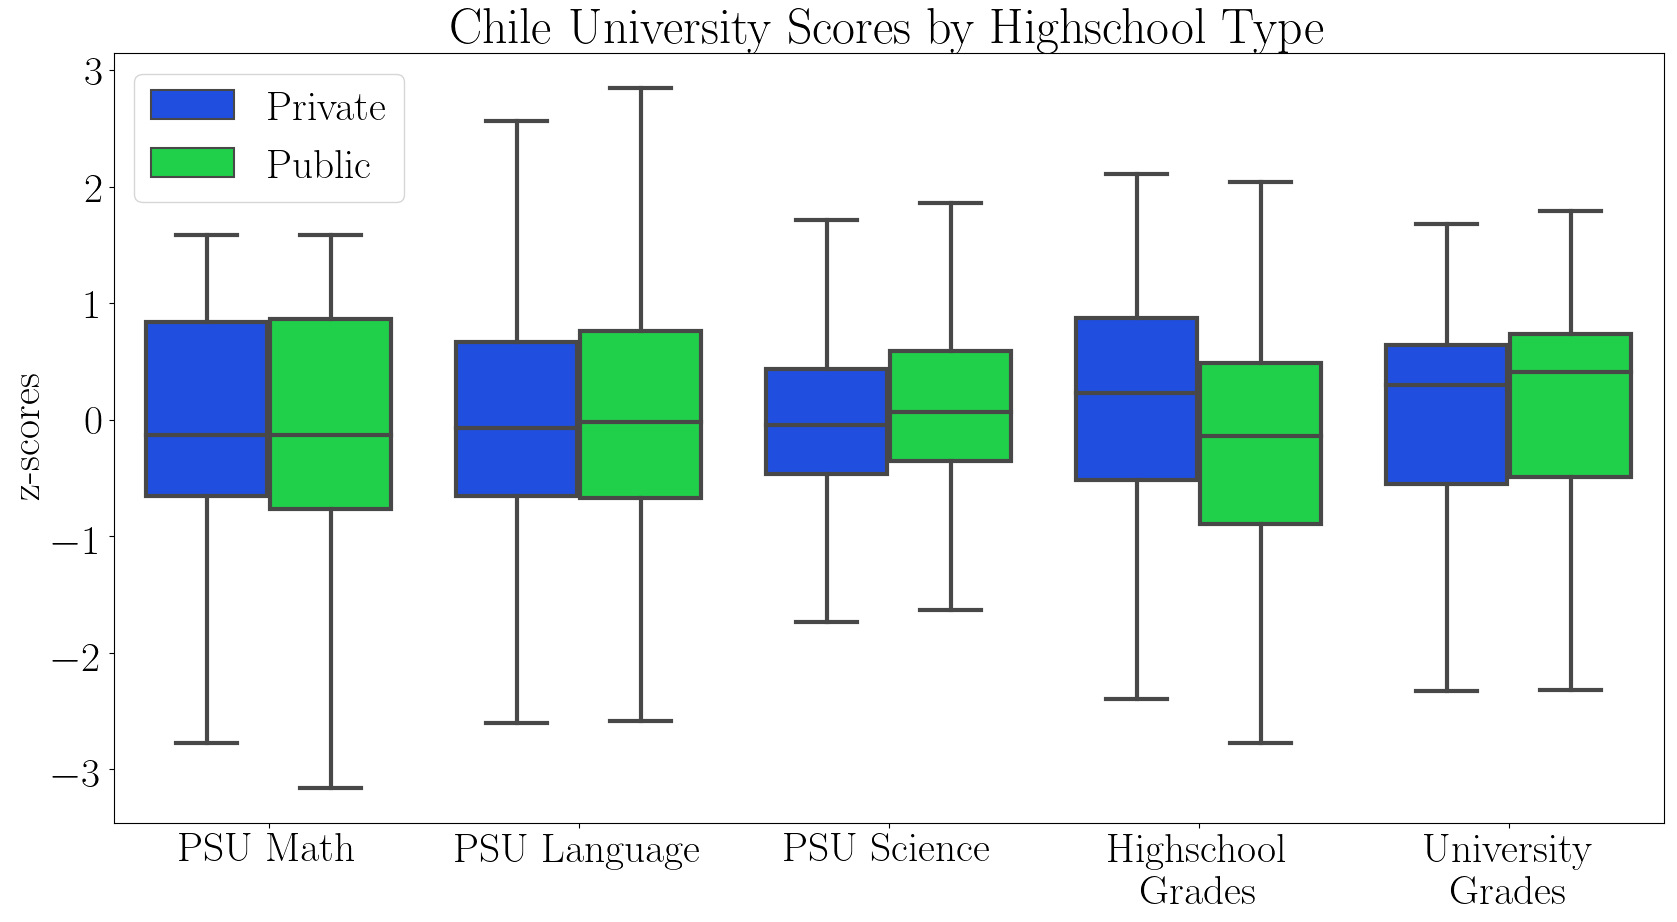 Chile University Scores by Highschool Type
Private
Public
z-scores
3
2
1
0
−1
−2
−3
PSU Math
PSU Language
PSU Science
Highschool
Grades
University
Grades